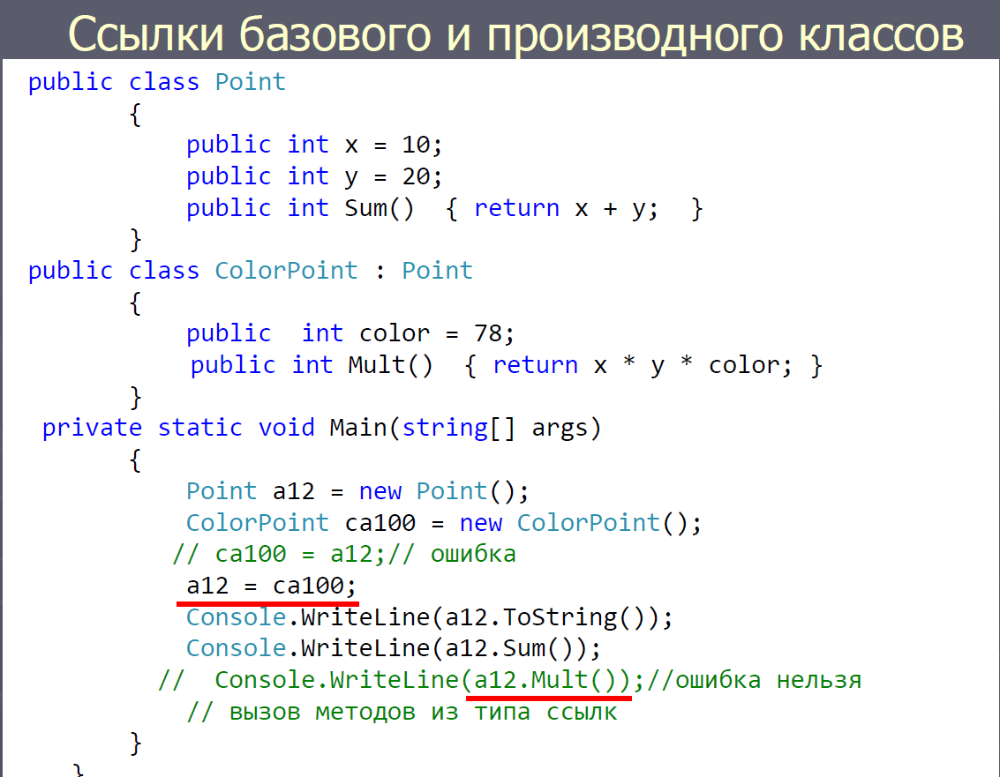 Ссылки базового и производного классов
public class Point
{
public int x = 10;
public int y = 20;
public int Sum()  { return x + y;  }
}
public class ColorPoint : Point
{
public  int color = 78;
public int Mult()  { return x * y * color; }
}
private static void Main(string[] args)
{
Point a12 = new Point();
ColorPoint ca100 = new ColorPoint();
// ca100 = a12;// ошибка
a12 = ca100;
Console.WriteLine(a12.ToString());
Console.WriteLine(a12.Sum());
//  Console.WriteLine(a12.Mult());//ошибка нельзя
// вызов методов из типа ссылк
}
}